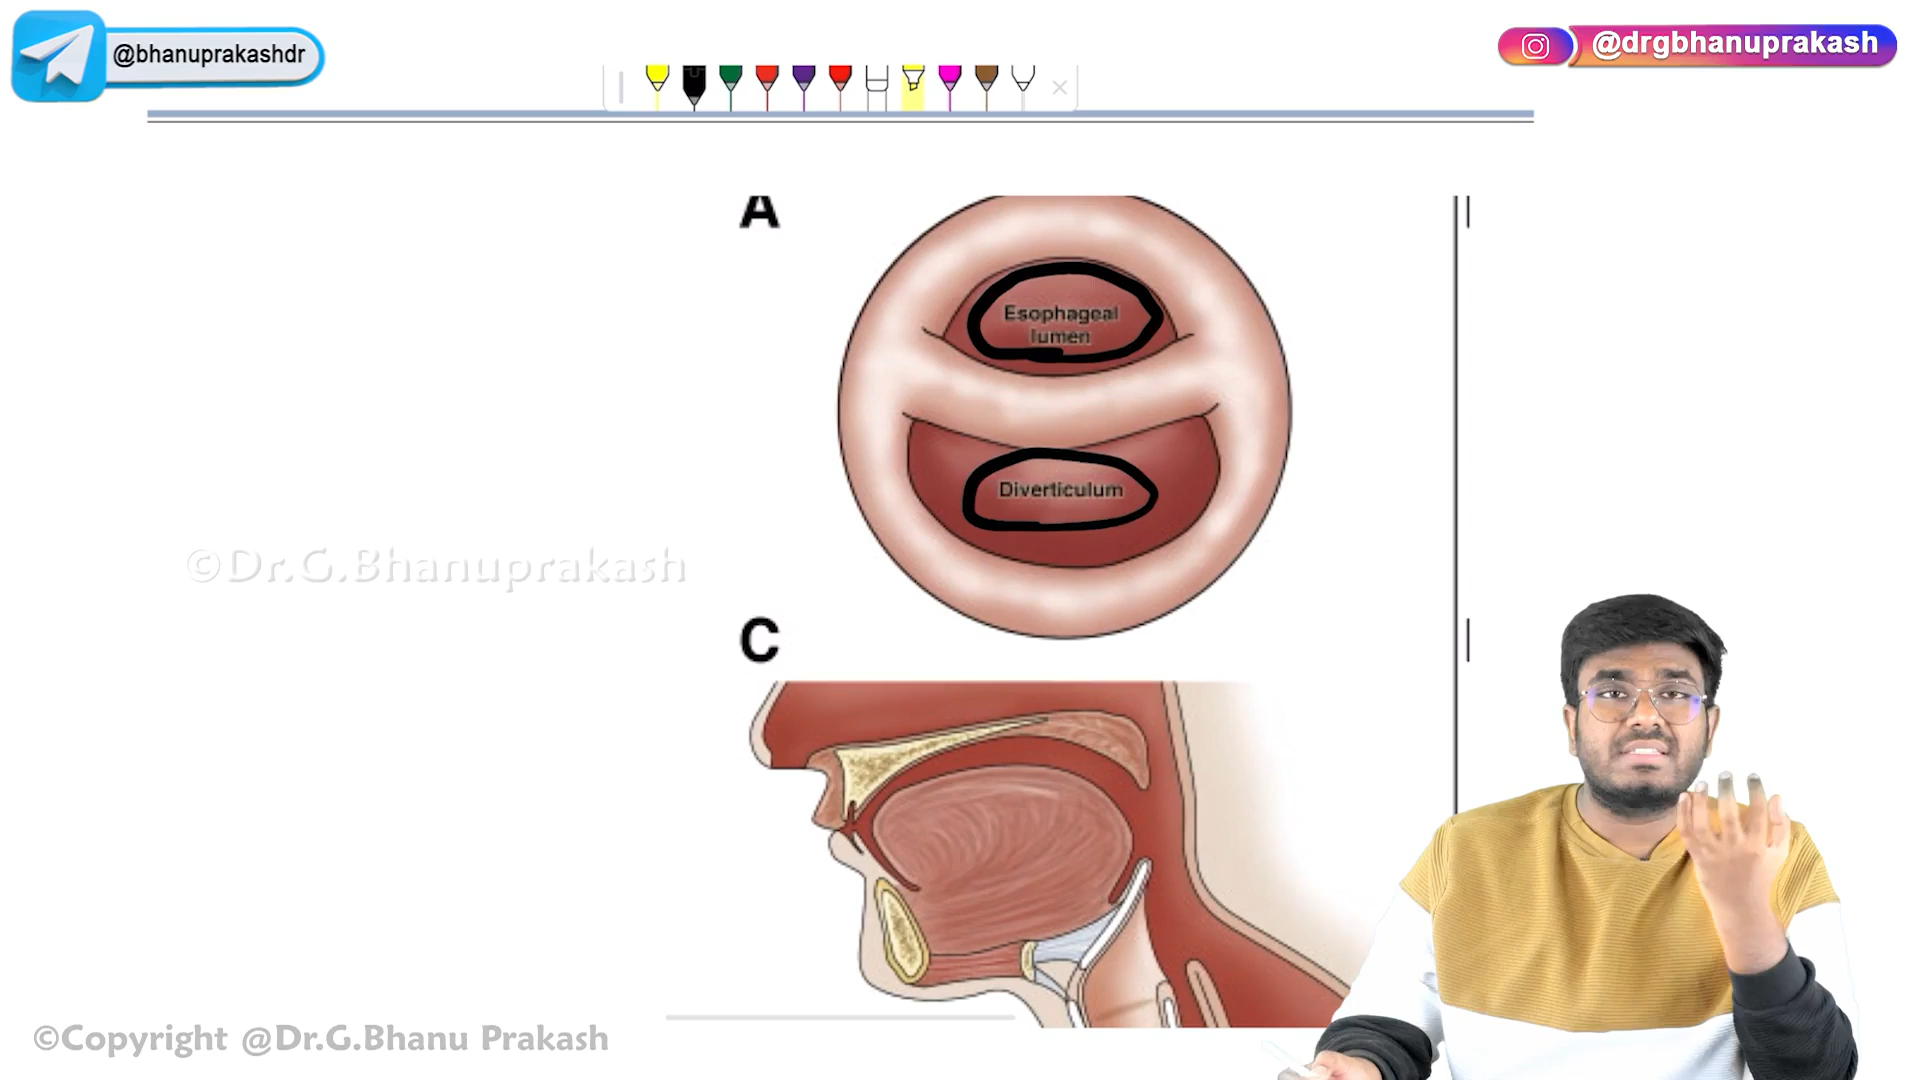 @bhanuprakashdr
@drgbhanuprakash
A
Esophageal
lumen
Diverticulum
©Dr.G.Bhanuprakash
C
©Copyright @Dr.G.Bhanu Prakash